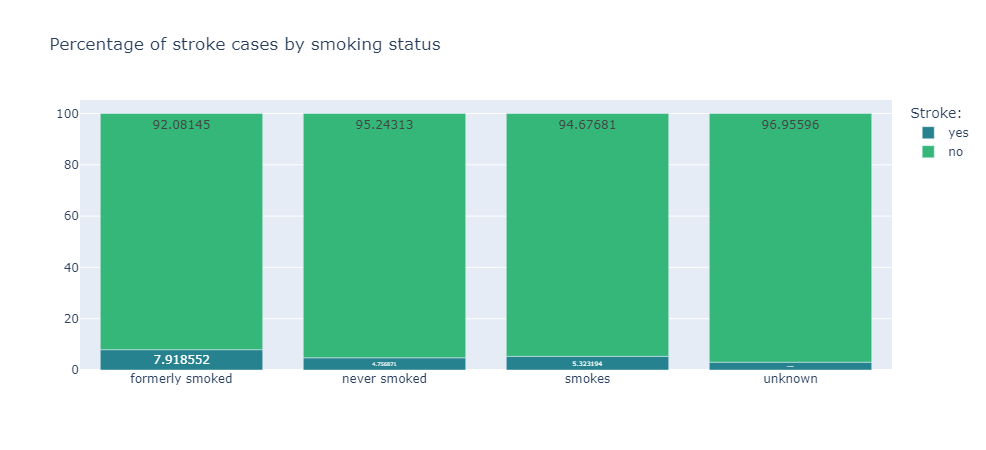 Percentage of stroke cases by smoking status
Stroke:
yes
no
100
80
60
40
20
0
92.08145
95.24313
94.67681
96.95596
7.918552
4.756871
5.323194
formerly smoked
never smoked
smokes
unknown